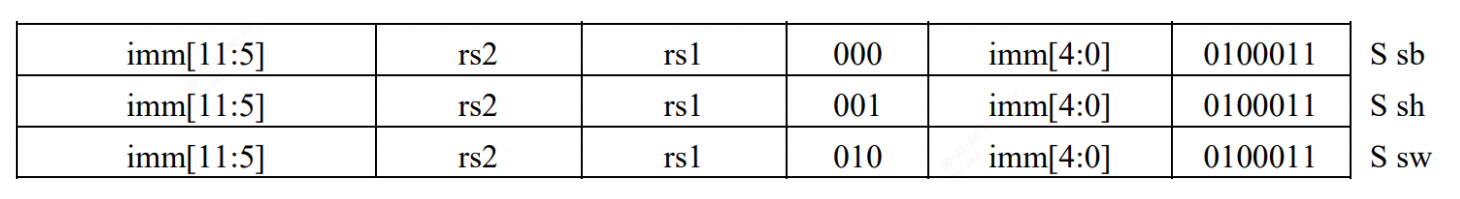 imm[11:5] rs2 rs1 000 imm[4:0] 0100011 S sb
imm[11:5] rs2 rs1 001 imm[4:0] 0100011 S sh
imm[11:5] rs2 rs1 010 imm[4:0] 0100011 S sw